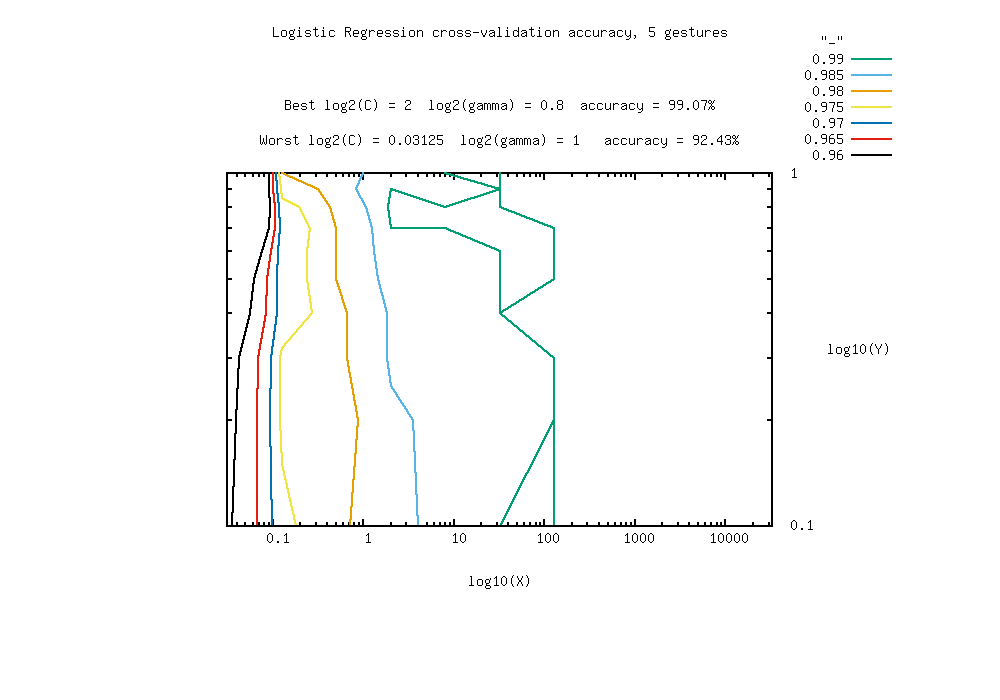 Logistic Regression cross-validation accuracy, 5 gestures
"_"
0.99
0.985
0.98
0.975
0.97
0.965
0.96
Best log2(C) = 2  log2(gamma) = 0.8  accuracy = 99.07%
Worst log2(C) = 0.03125  log2(gamma) = 1   accuracy = 92.43%
1
log10(Y)
0.1
0.1 1 10 100 1000 10000
log10(X)